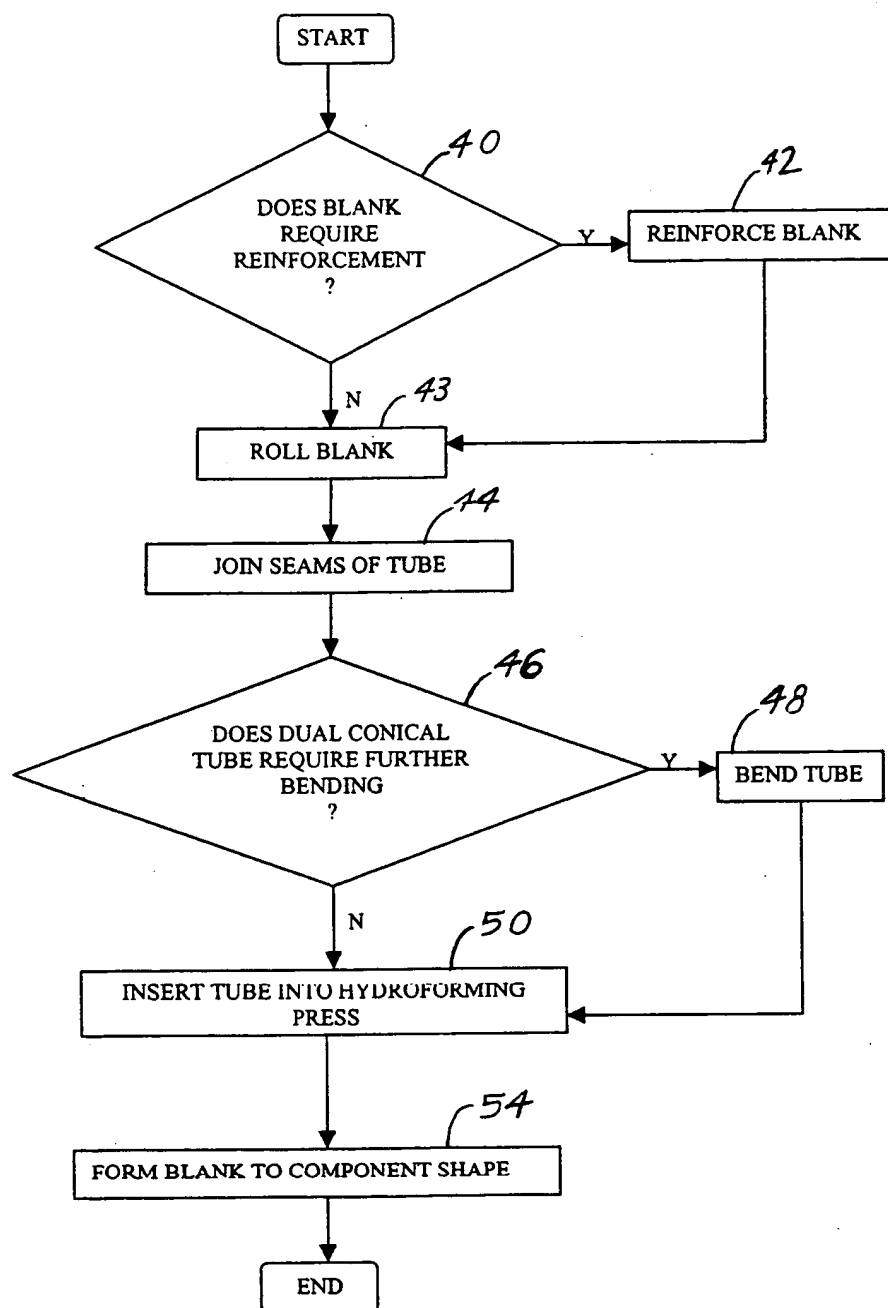 START
40
DOES BLANK
REQUIRE
REINFORCEMENT
?
42
Y
REINFORCE BLANK
N
43
ROLL BLANK
44
JOIN SEAMS OF TUBE
46
DOES DUAL CONICAL
TUBE REQUIRE FURTHER
BENDING
?
48
Y
BEND TUBE
N
50
INSERT TUBE INTO HYDROFORMING
PRESS
54
FORM BLANK TO COMPONENT SHAPE
END